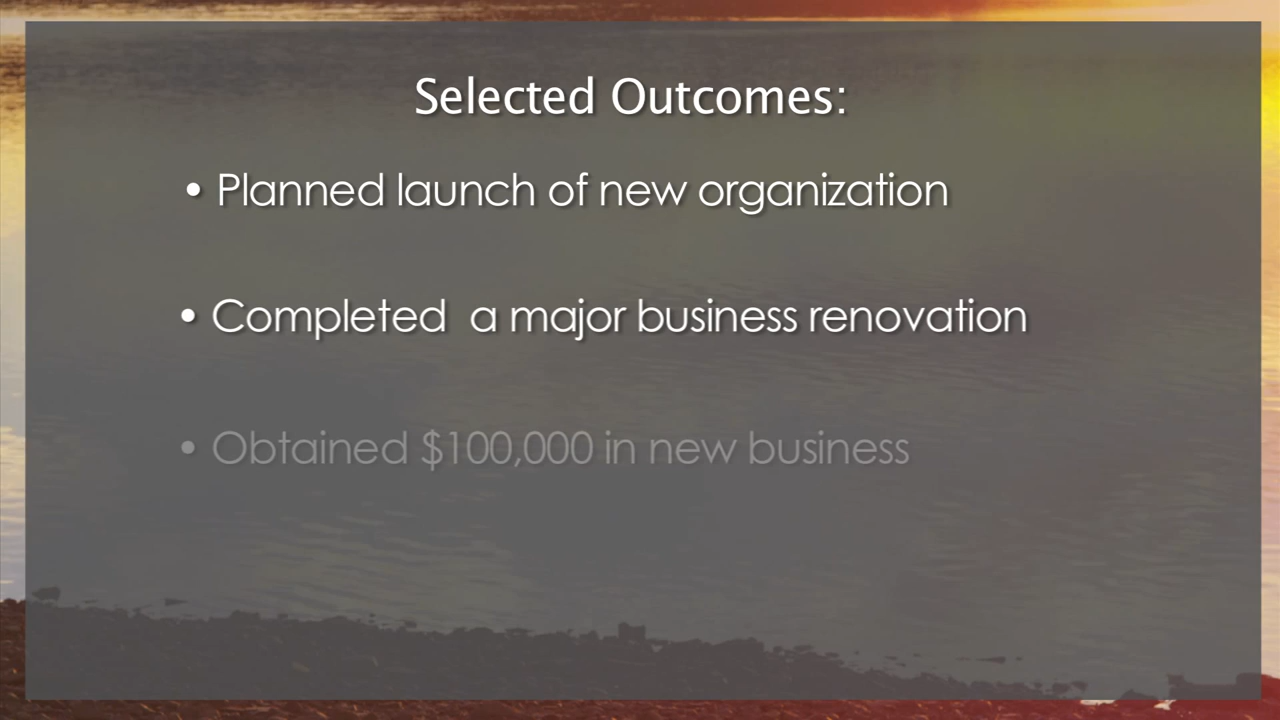 Selected Outcomes:
• Planned launch of new organization
• Completed  a major business renovation
• Obtained $100,000 in new business